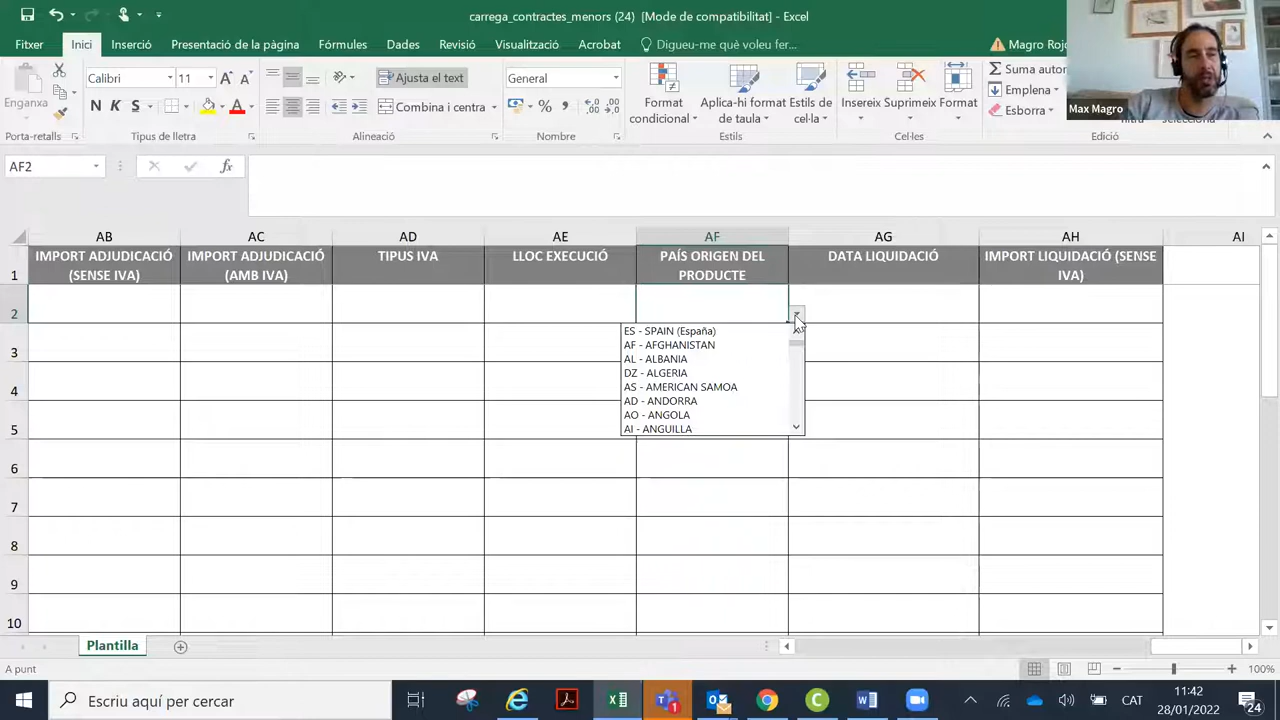 carrega_contractes_menors (24) [Mode de compatibilitat] - Excel
Fitxer Inici Inserció Presentació de la pàgina Fórmules Dades Revisió Visualització Acrobat Digueu-me què voleu fer... Magro Roj
Enganxa
Porta-retalls
Calibri 11
N K S
Tipus de lletra
Ajusta el text
Combina i centra
Alineació
General
Nombre
Format condicional
Aplica-hi format de taula
Estils de cel·la
Estils
Insereix Suprimeix Format
Cel·les
Suma autor
Emplena
Esborra
selecciona
Edició
Max Magro
AF2
AB AC AD AE AF AG AH AI
1 IMPORT ADJUDICACIÓ (SENSE IVA) IMPORT ADJUDICACIÓ (AMB IVA) TIPUS IVA LLOC EXECUCIÓ PAÍS ORIGEN DEL PRODUCTE DATA LIQUIDACIÓ IMPORT LIQUIDACIÓ (SENSE IVA)
2
ES - SPAIN (España)
AF - AFGHANISTAN
3
AL - ALBANIA
DZ - ALGERIA
AS - AMERICAN SAMOA
4
AD - ANDORRA
AO - ANGOLA
AI - ANGUILLA
5
6
7
8
9
10
Plantilla
A punt 100%
Escriu aquí per cercar
CAT
11:42
28/01/2022
24